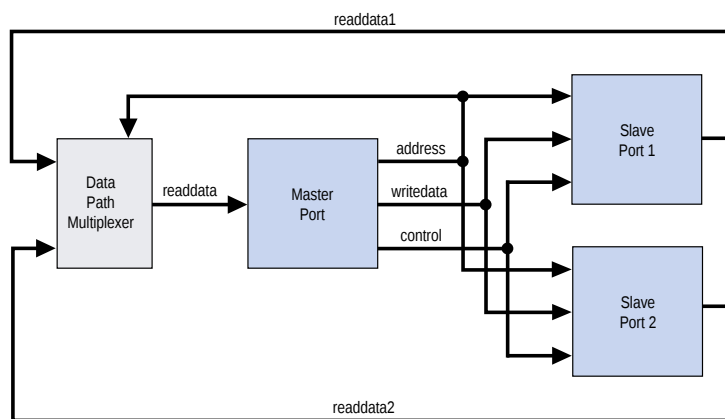 readdata1
Slave
Port 1
address
Data
Path
Multiplexer
readdata
Master
Port
writedata
control
Slave
Port 2
readdata2